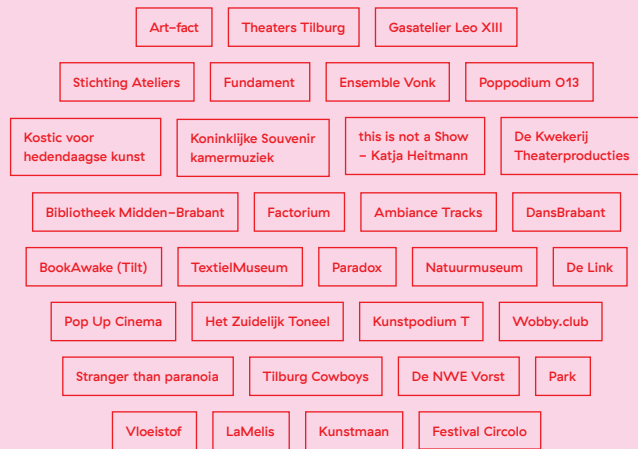 Art-fact
Theaters Tilburg
Gasatelier Leo XIII
Stichting Ateliers
Fundament
Ensemble Vonk
Poppodium 013
Kostic voor
hedendaagse kunst
Koninklijke Souvenir
kamermuziek
this is not a Show
– Katja Heitmann
De Kwekerij
Theaterproducties
Bibliotheek Midden-Brabant
Factorium
Ambiance Tracks
DansBrabant
BookAwake (Tilt)
TextielMuseum
Paradox
Natuurmuseum
De Link
Pop Up Cinema
Het Zuidelijk Toneel
Kunstpodium T
Wobby.club
Stranger than paranoia
Tilburg Cowboys
De NWE Vorst
Park
Vloeistof
LaMelis
Kunstmaan
Festival Circolo